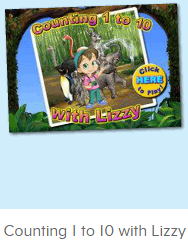 Counting 1 to 10
Click
HERE
to Play!
With Lizzy
Counting 1 to 10 with Lizzy